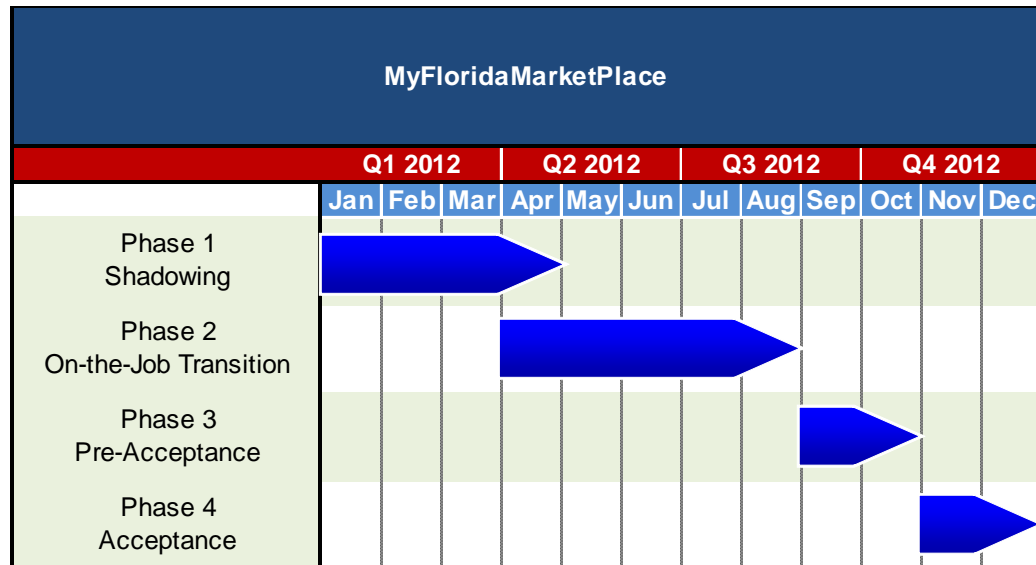 MyFloridaMarketPlace
Q1 2012 Q2 2012 Q3 2012 Q4 2012
Jan Feb Mar Apr May Jun Jul Aug Sep Oct Nov Dec
Phase 1
Shadowing
Phase 2
On-the-Job Transition
Phase 3
Pre-Acceptance
Phase 4
Acceptance